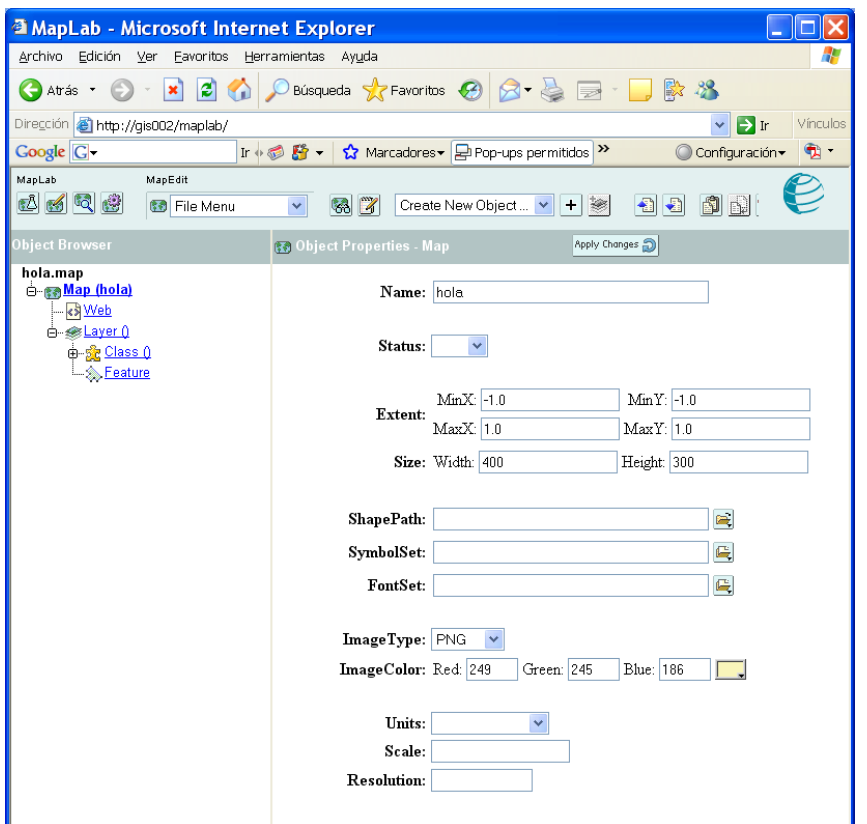 MapLab - Microsoft Internet Explorer
Archivo Edición Ver Favoritos Herramientas Ayuda
Atrás Búsqueda Favoritos
Dirección http://gis002/maplab/ Ir Vínculos
Google G Ir Marcadores Pop-ups permitidos » Configuración
MapLab MapEdit
File Menu Create New Object ...
Object Browser Object Properties - Map Apply Changes
hola.map
Map (hola)
Web
Layer ()
Class ()
Feature
Name: hola
Status:
Extent: MinX: -1.0 MinY: -1.0
MaxX: 1.0 MaxY: 1.0
Size: Width: 400 Height: 300
ShapePath:
SymbolSet:
FontSet:
ImageType: PNG
ImageColor: Red: 249 Green: 245 Blue: 186
Units:
Scale:
Resolution: